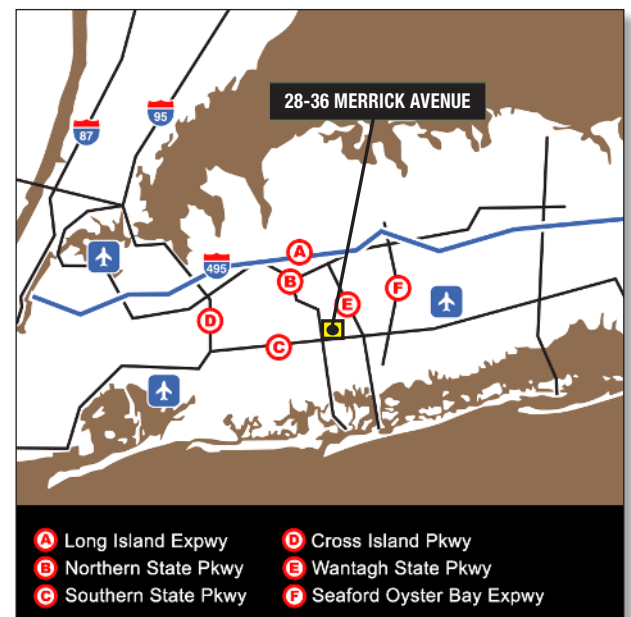 28-36 MERRICK AVENUE
95
87
A
495
B
F
E
D
C
A Long Island Expwy
B Northern State Pkwy
C Southern State Pkwy
D Cross Island Pkwy
E Wantagh State Pkwy
F Seaford Oyster Bay Expwy